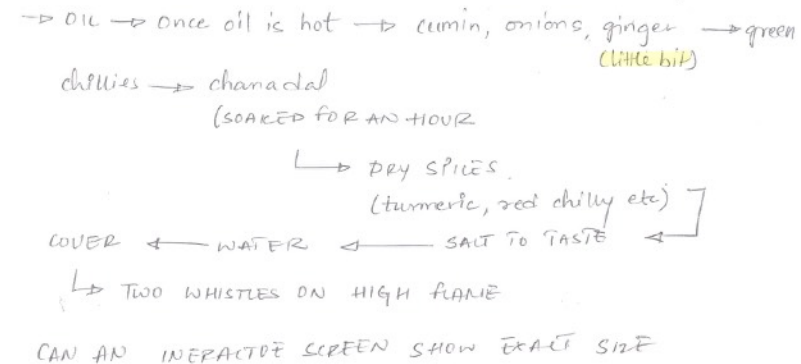 → OIL → Once oil is hot → cumin, onions, ginger → green
(little bit)
chillies → chanadal
(SOAKED FOR AN HOUR
→ DRY SPICES.
(turmeric, red chilly etc)
COVER ← WATER ← SALT TO TASTE ←
→ TWO WHISTLES ON HIGH FLAME
CAN AN INERACTOE SCREEN SHOW EXACT SIZE